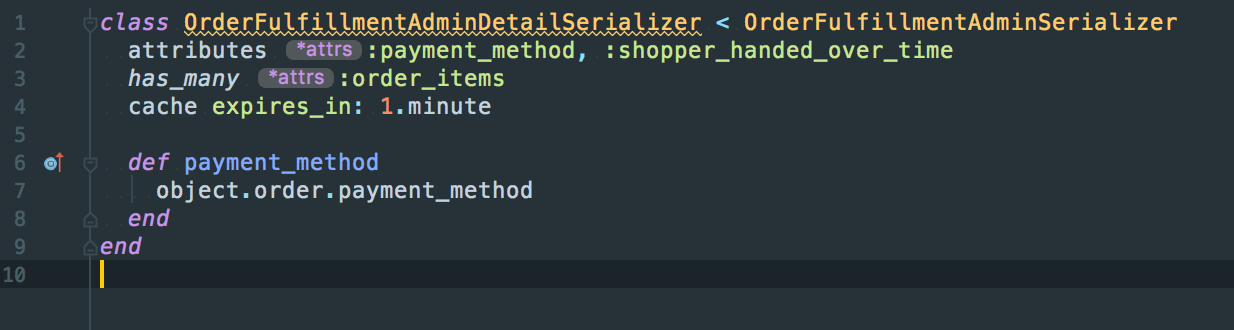 1 class OrderFulfillmentAdminDetailSerializer < OrderFulfillmentAdminSerializer
2 attributes *attrs :payment_method, :shopper_handed_over_time
3 has_many *attrs :order_items
4 cache expires_in: 1.minute
5
6 def payment_method
7 object.order.payment_method
8 end
9 end
10